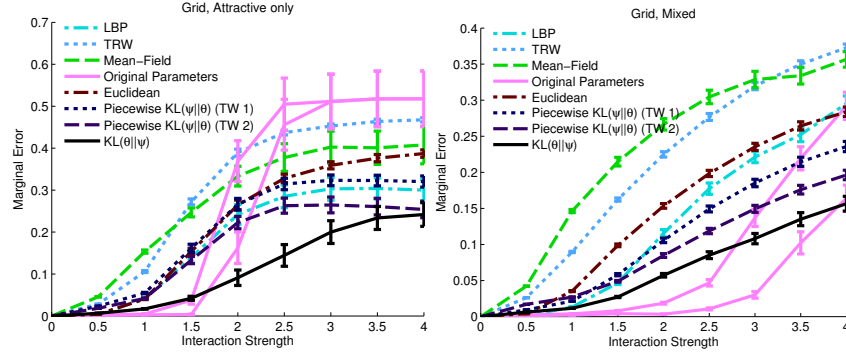 Grid, Attractive only
0.7
0.6
0.5
0.4
0.3
0.2
0.1
0
Marginal Error
LBP
TRW
Mean−Field
Original Parameters
Euclidean
Piecewise KL(ψ||θ) (TW 1)
Piecewise KL(ψ||θ) (TW 2)
KL(θ||ψ)
0 0.5 1 1.5 2 2.5 3 3.5 4
Interaction Strength
Grid, Mixed
0.4
0.35
0.3
0.25
0.2
0.15
0.1
0.05
0
Marginal Error
LBP
TRW
Mean−Field
Original Parameters
Euclidean
Piecewise KL(ψ||θ) (TW 1)
Piecewise KL(ψ||θ) (TW 2)
KL(θ||ψ)
0 0.5 1 1.5 2 2.5 3 3.5 4
Interaction Strength